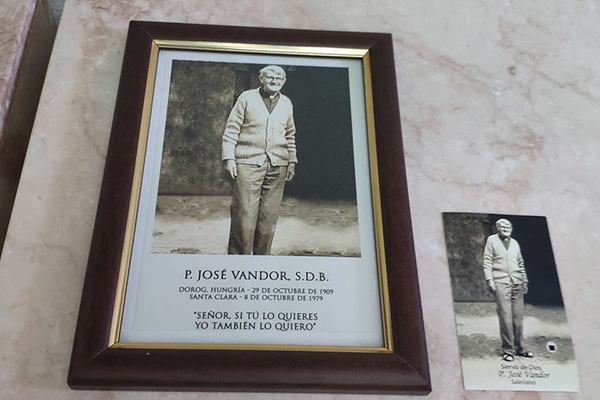 P. JOSÉ VANDOR, S.D.B.
DOROG, HUNGRÍA - 29 DE OCTUBRE DE 1909
SANTA CLARA - 8 DE OCTUBRE DE 1979
"SEÑOR, SI TÚ LO QUIERES
YO TAMBIÉN LO QUIERO"
Siervo de Dios
P. José Vandor
Salesiano